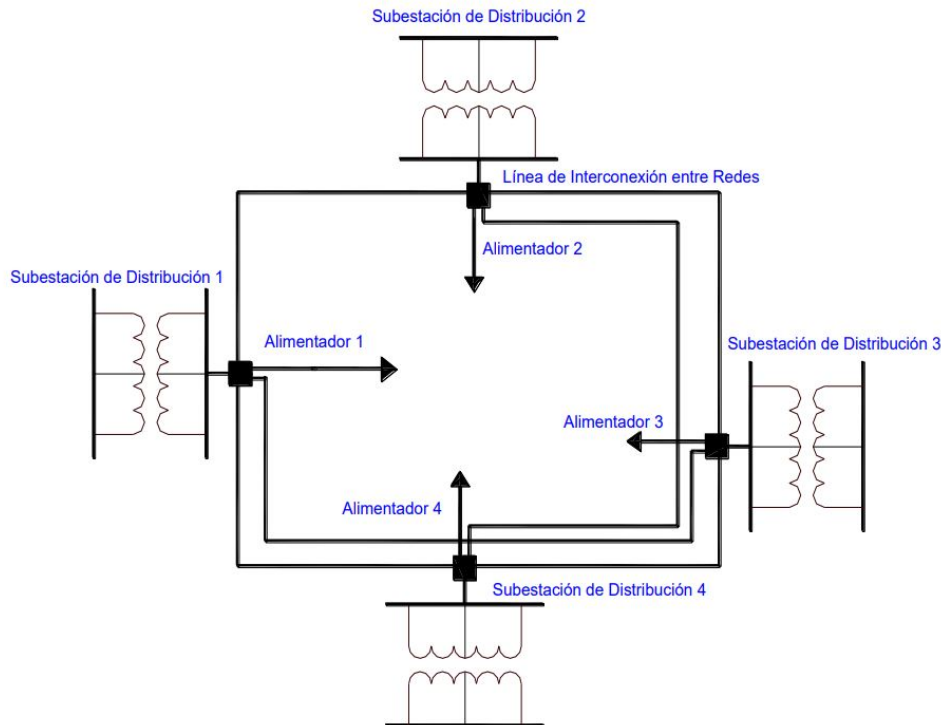 Subestación de Distribución 2
Línea de Interconexión entre Redes
Alimentador 2
Subestación de Distribución 1
Alimentador 1
Subestación de Distribución 3
Alimentador 3
Alimentador 4
Subestación de Distribución 4